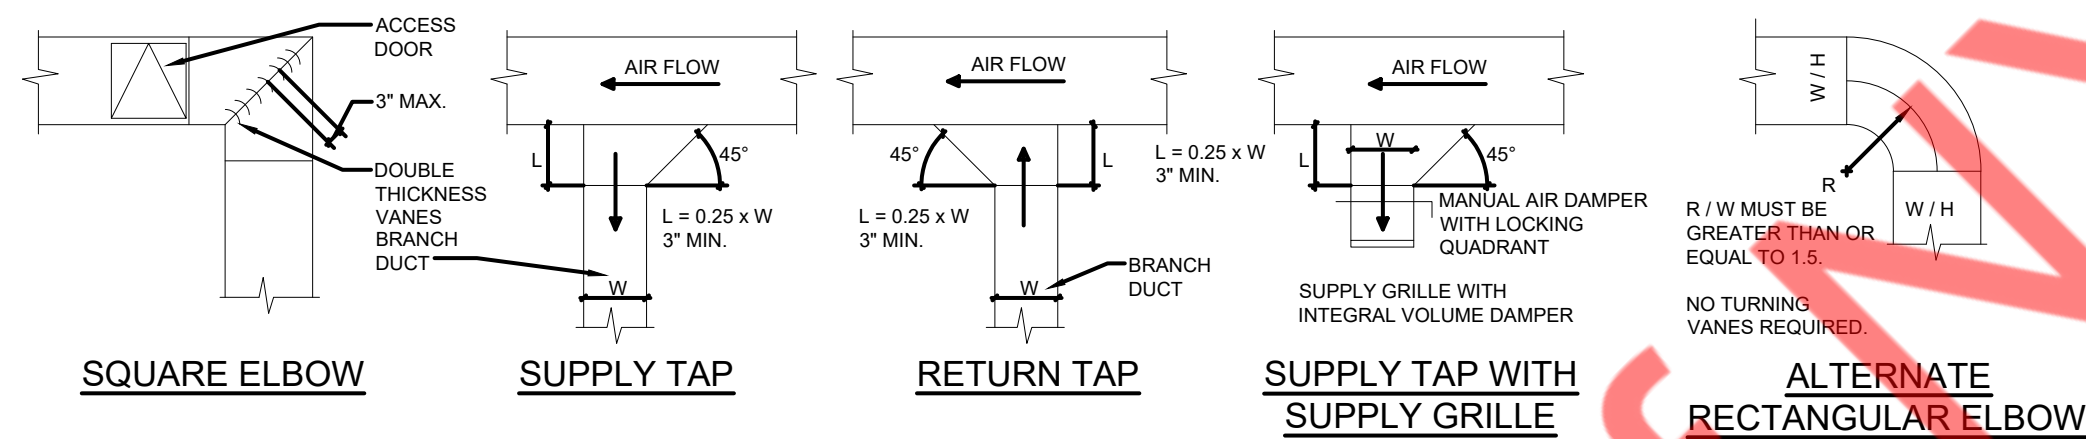 ACCESS
DOOR
3" MAX.
DOUBLE
THICKNESS
VANES
BRANCH
DUCT
SQUARE ELBOW
AIR FLOW
L
45°
L = 0.25 x W
3" MIN.
W
SUPPLY TAP
AIR FLOW
45°
L
L = 0.25 x W
3" MIN.
L = 0.25 x W
3" MIN.
BRANCH
DUCT
W
RETURN TAP
AIR FLOW
W
L
45°
MANUAL AIR DAMPER
WITH LOCKING
QUADRANT
SUPPLY GRILLE WITH
INTEGRAL VOLUME DAMPER
SUPPLY TAP WITH
SUPPLY GRILLE
W / H
R
W / H
R / W MUST BE
GREATER THAN OR
EQUAL TO 1.5.
NO TURNING
VANES REQUIRED.
ALTERNATE
RECTANGULAR ELBOW